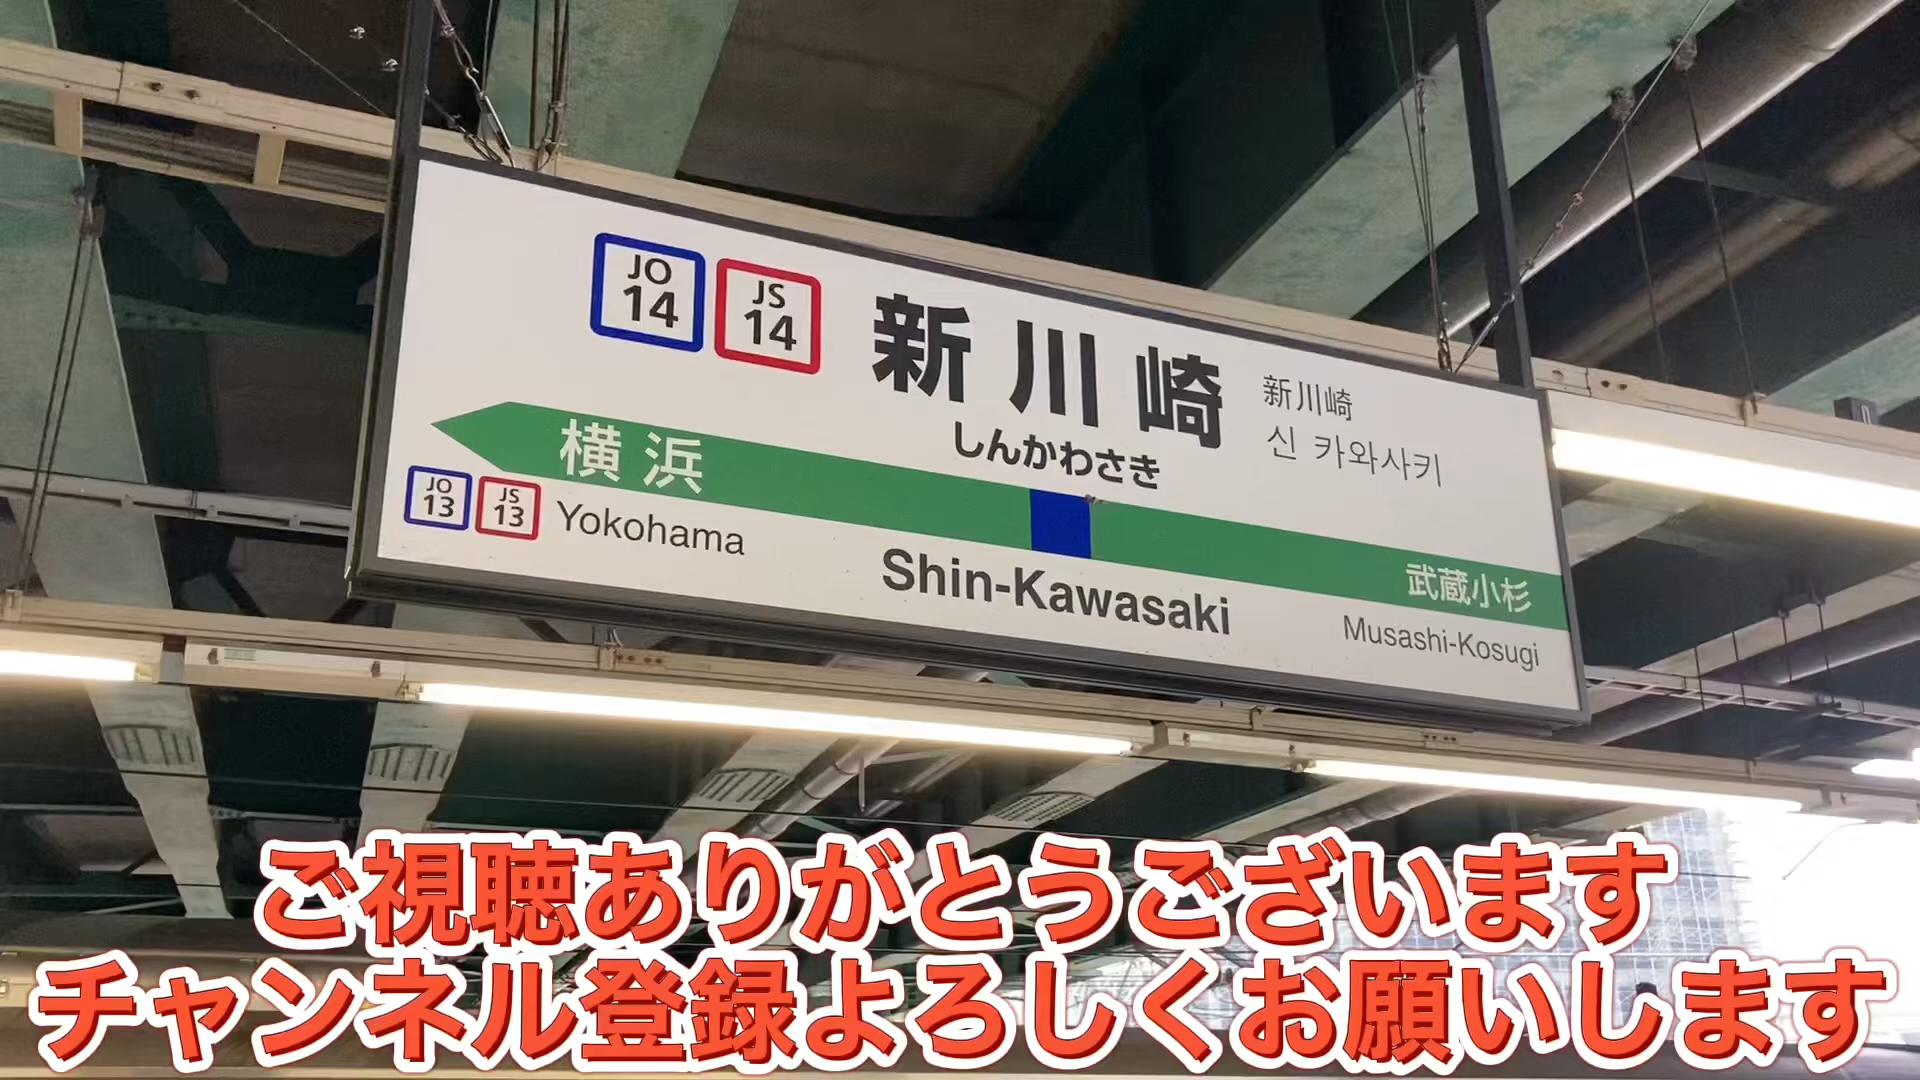 JO
14
JS
14
新川崎
しんかわさき
新川崎
신 카와사키
横浜
JO
13
JS
13
Yokohama
Shin-Kawasaki
武蔵小杉
Musashi-Kosugi
ご視聴ありがとうございます
チャンネル登録よろしくお願いします